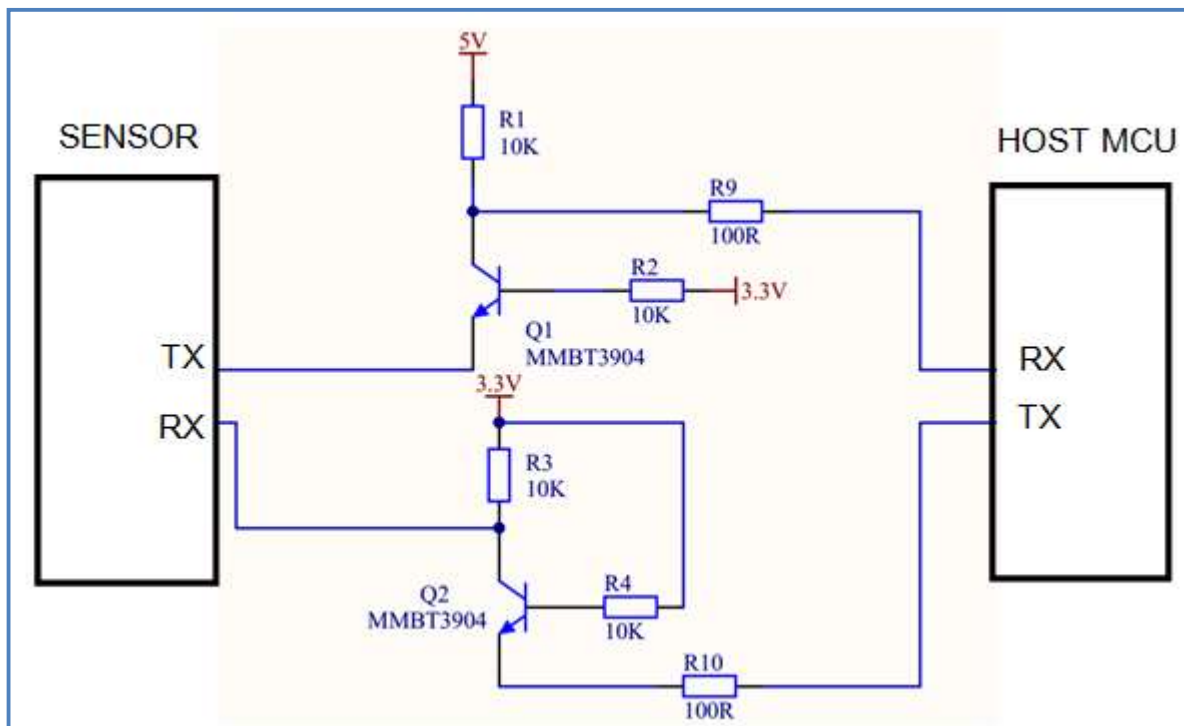 5V
SENSOR
R1
10K
HOST MCU
R9
100R
R2
10K
3.3V
Q1
MMBT3904
TX
RX
3.3V
RX
TX
R3
10K
Q2
MMBT3904
R4
10K
R10
100R